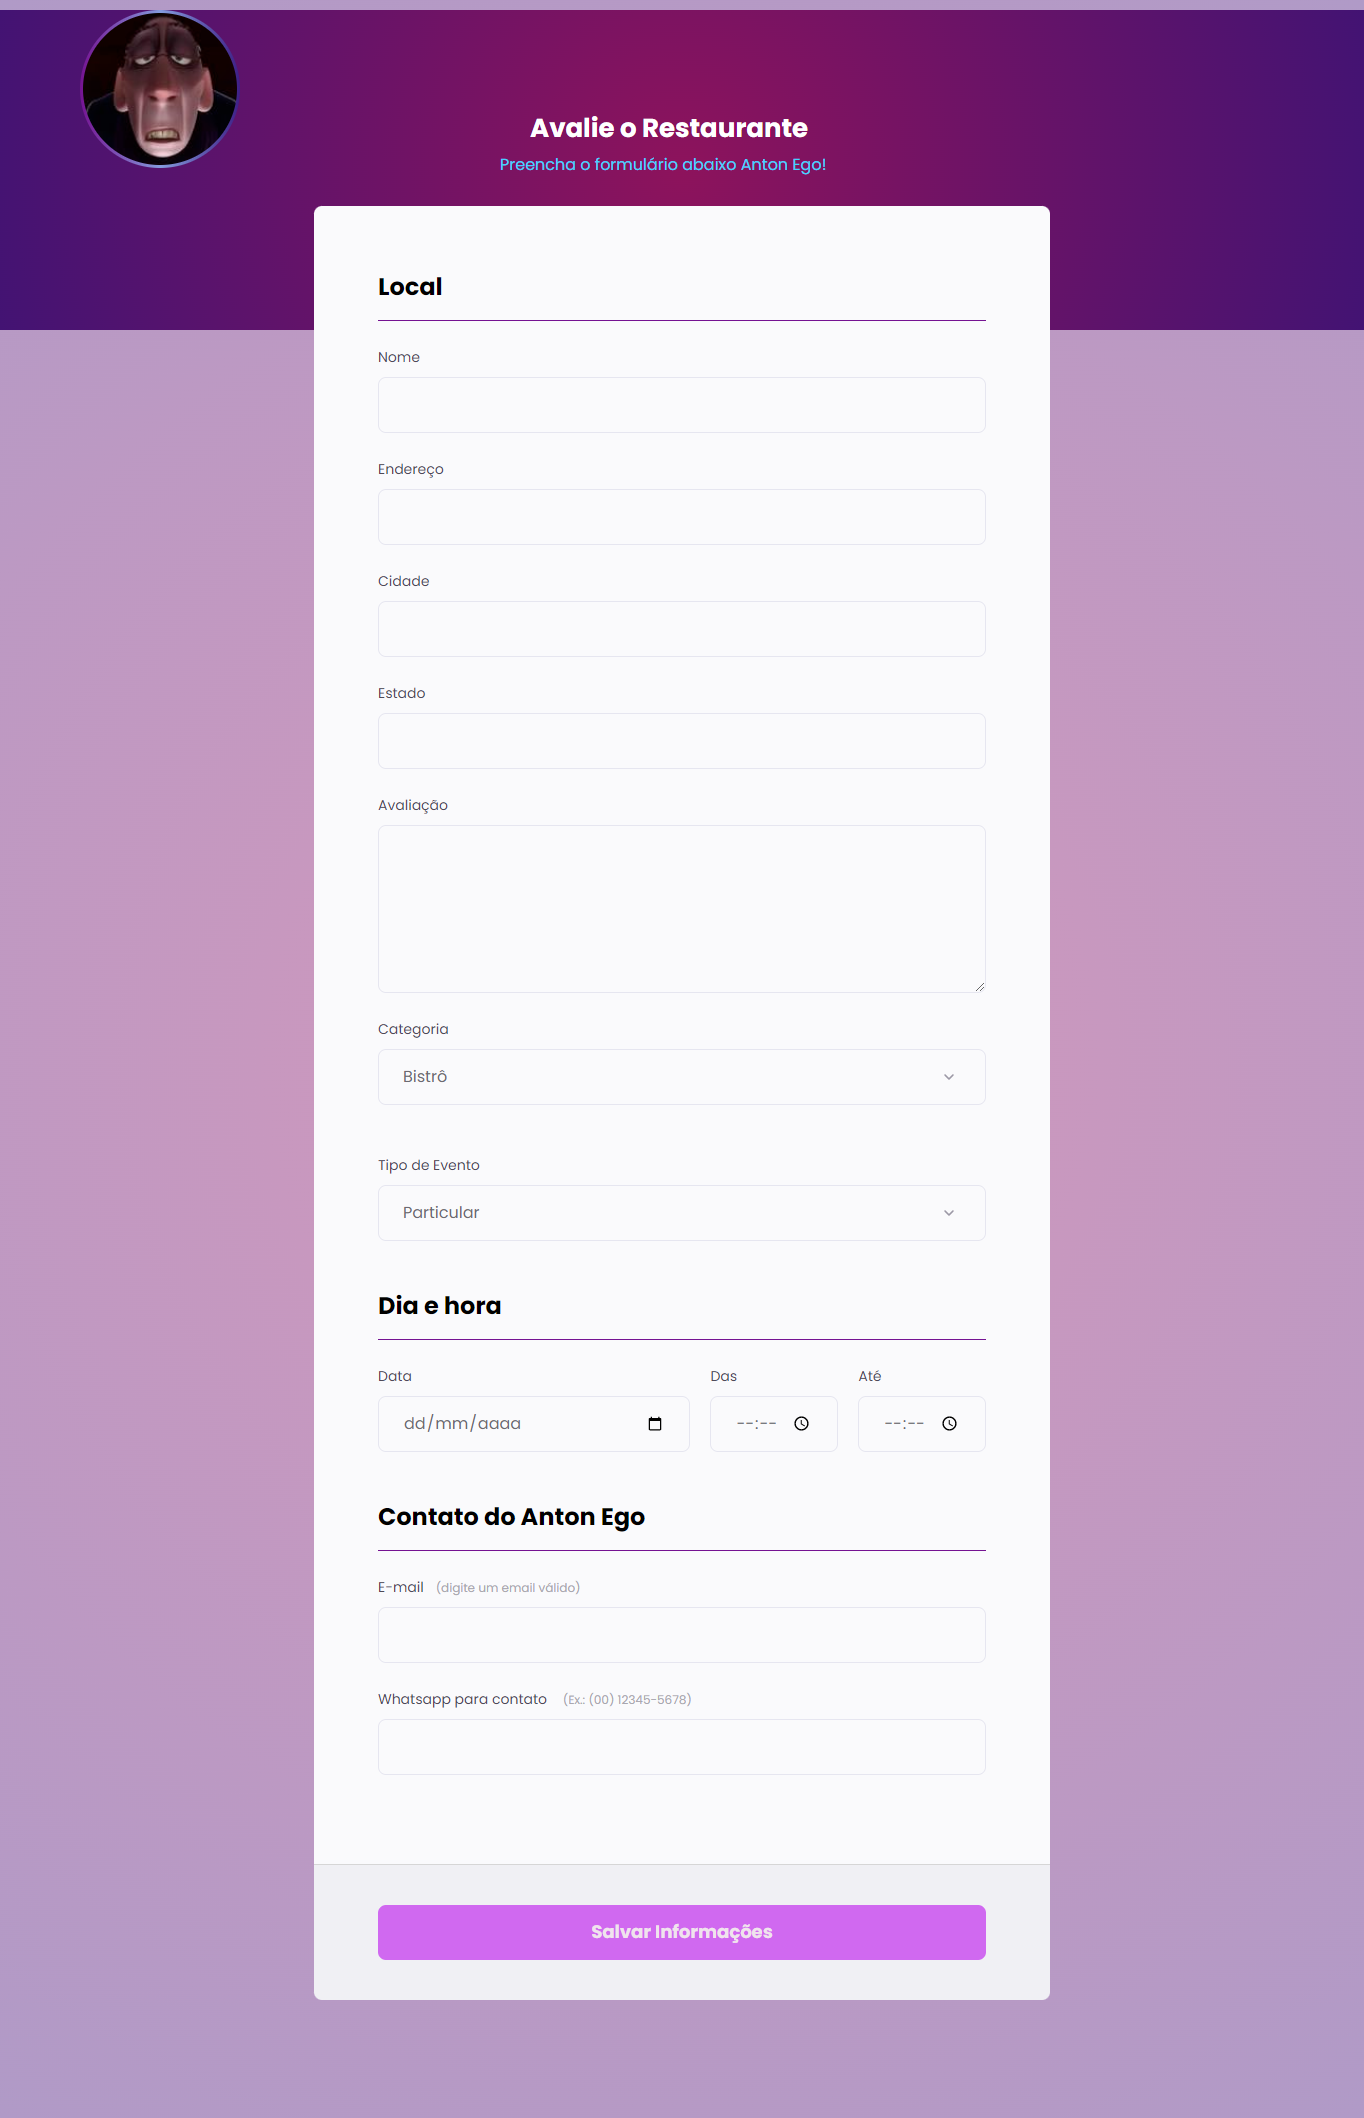 Avalie o Restaurante
Preencha o formulário abaixo Anton Ego!
Local
Nome
Endereço
Cidade
Estado
Avaliação
Categoria
Bistrô
Tipo de Evento
Particular
Dia e hora
Data Das Até
dd/mm/aaaa --:-- --:--
Contato do Anton Ego
E-mail (digite um email válido)
Whatsapp para contato (Ex.: (00) 12345-5678)
Salvar Informações